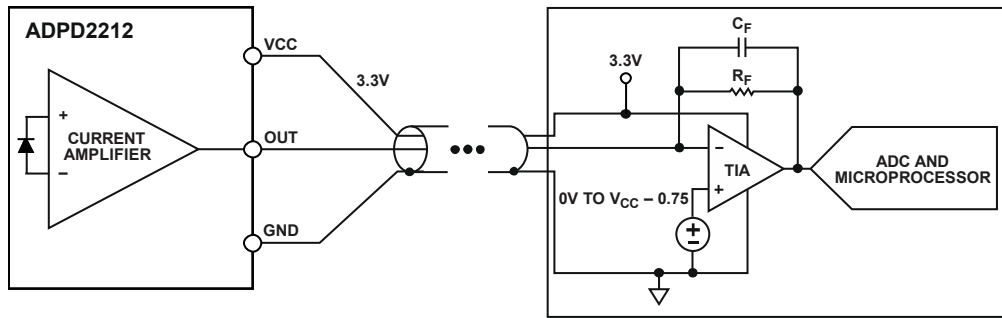 ADPD2212
VCC
3.3V
+
CURRENT
AMPLIFIER
−
OUT
GND
3.3V
CF
RF
−
TIA
+
0V TO VCC – 0.75
+
−
ADC AND
MICROPROCESSOR